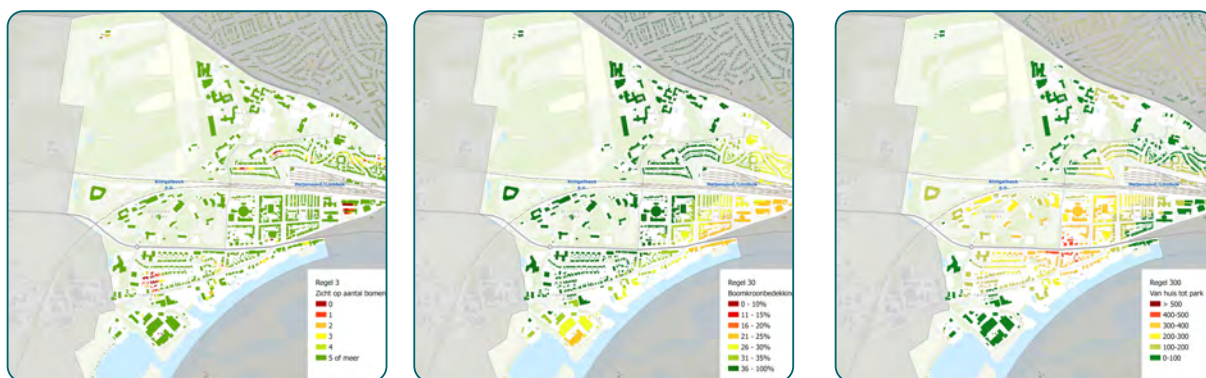 Regel 3
Zicht op aantal bomen
0
1
2
3
4
5 of meer
Regel 30
Boomkroonbedekking
0 - 10%
11 - 15%
16 - 20%
21 - 25%
26 - 30%
31 - 35%
36 - 100%
Regel 300
Van huis tot park
> 500
400-500
300-400
200-300
100-200
0-100